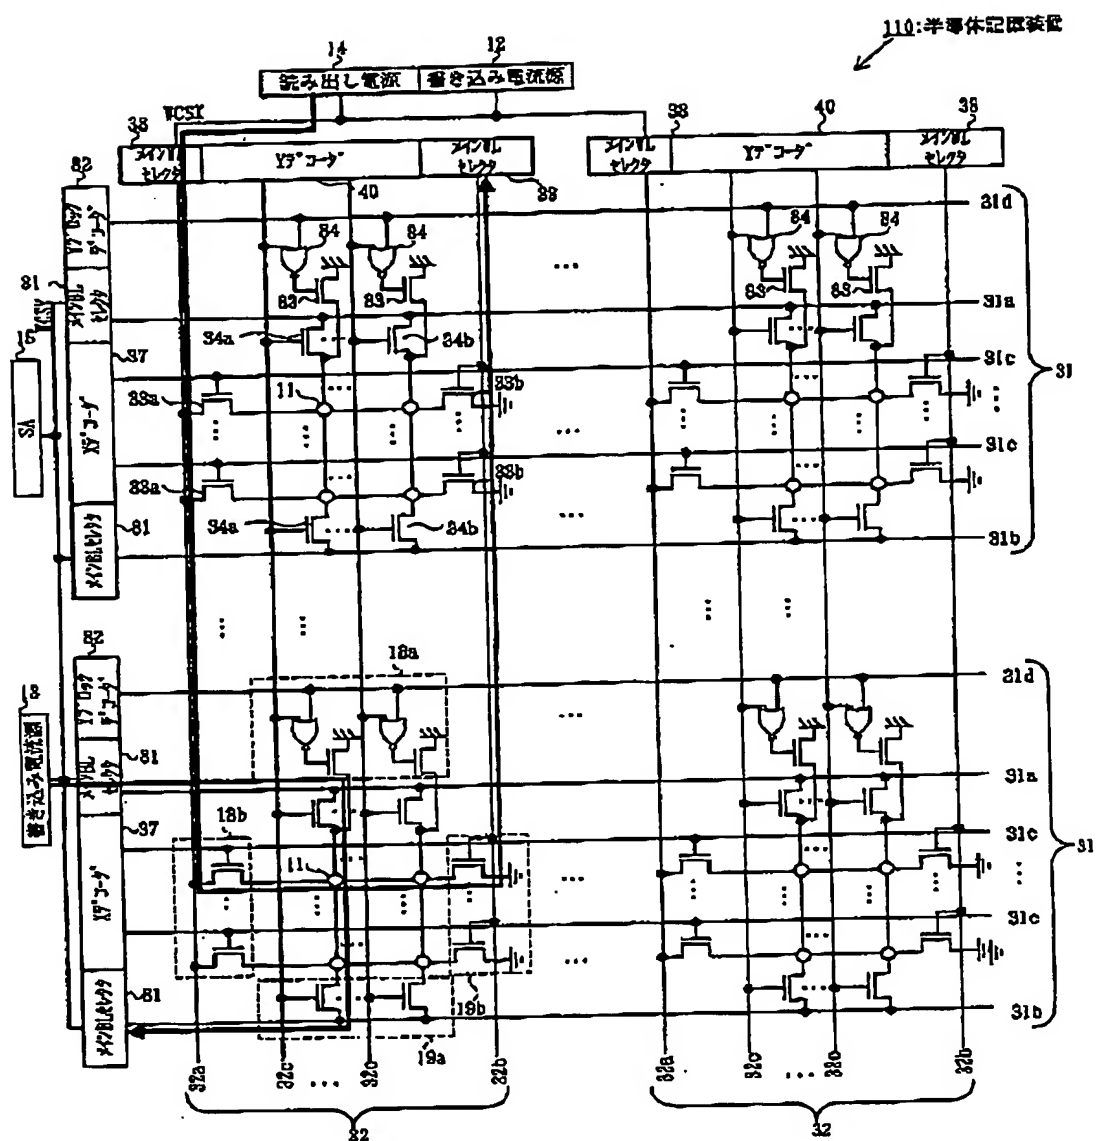 110:半導体記憶装置
14
12
読み出し電源
書き込み電流源
WCSX
38
40
38
38
メインWL
セレクタ
Yデコーダ
メインWL
セレクタ
メインWL
セレクタ
Yデコーダ
メインWL
セレクタ
40
38
82
Yブロック
デコーダ
31d
84
84
84
84
81
メインBL
セレクタ
83
83
83
83
31a
WCSY
15
SA
37
Xデコーダ
34a
34b
31c
31
33a
11
33b
31c
33a
33b
34a
34b
81
メインBLセレクタ
31b
82
Yブロック
デコーダ
18a
31d
13
書き込み電流源
81
メインBL
セレクタ
31a
37
Xデコーダ
18b
31c
31
11
31c
81
メインBLセレクタ
19b
31b
19a
32a
32c
32c
32b
32a
32c
32c
32b
32
32